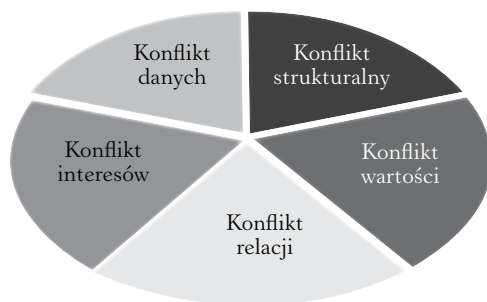 Konflikt
danych
Konflikt
strukturalny
Konflikt
interesów
Konflikt
wartości
Konflikt
relacji